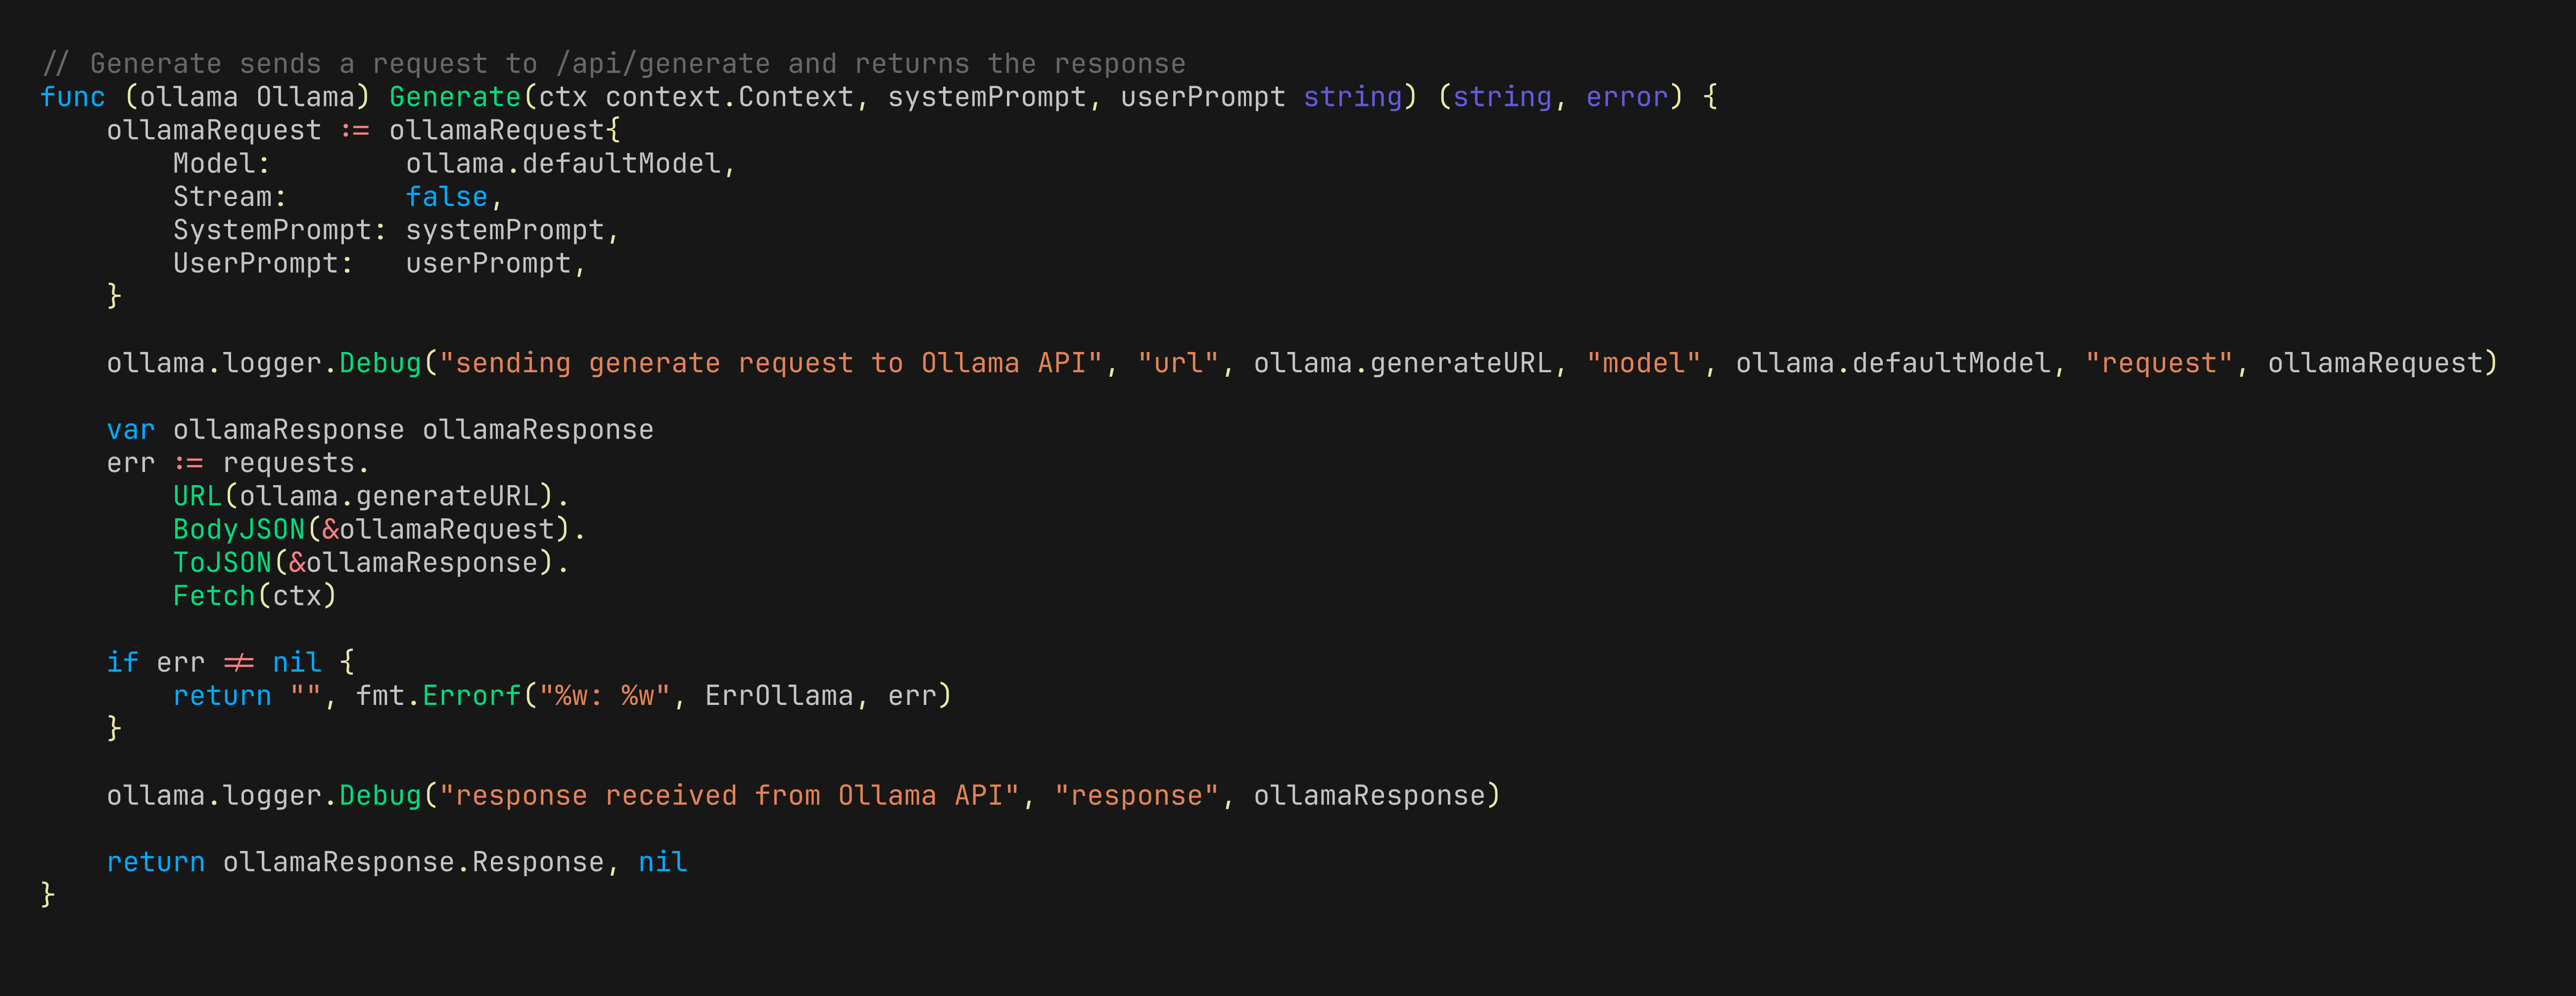 // Generate sends a request to /api/generate and returns the response
func (ollama Ollama) Generate(ctx context.Context, systemPrompt, userPrompt string) (string, error) {
    ollamaRequest := ollamaRequest{
        Model:        ollama.defaultModel,
        Stream:       false,
        SystemPrompt: systemPrompt,
        UserPrompt:   userPrompt,
    }

    ollama.logger.Debug("sending generate request to Ollama API", "url", ollama.generateURL, "model", ollama.defaultModel, "request", ollamaRequest)

    var ollamaResponse ollamaResponse
    err := requests.
        URL(ollama.generateURL).
        BodyJSON(&ollamaRequest).
        ToJSON(&ollamaResponse).
        Fetch(ctx)

    if err != nil {
        return "", fmt.Errorf("%w: %w", ErrOllama, err)
    }

    ollama.logger.Debug("response received from Ollama API", "response", ollamaResponse)

    return ollamaResponse.Response, nil
}